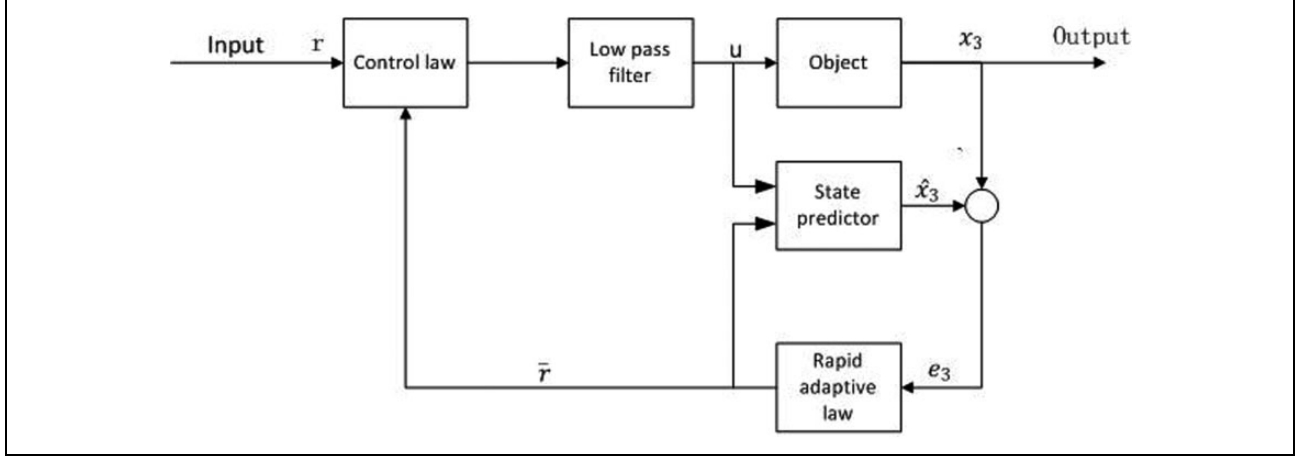 Input
r
Control law
Low pass
filter
u
Object
x₃
Output
State
predictor
x̂₃
Rapid
adaptive
law
e₃
r̄